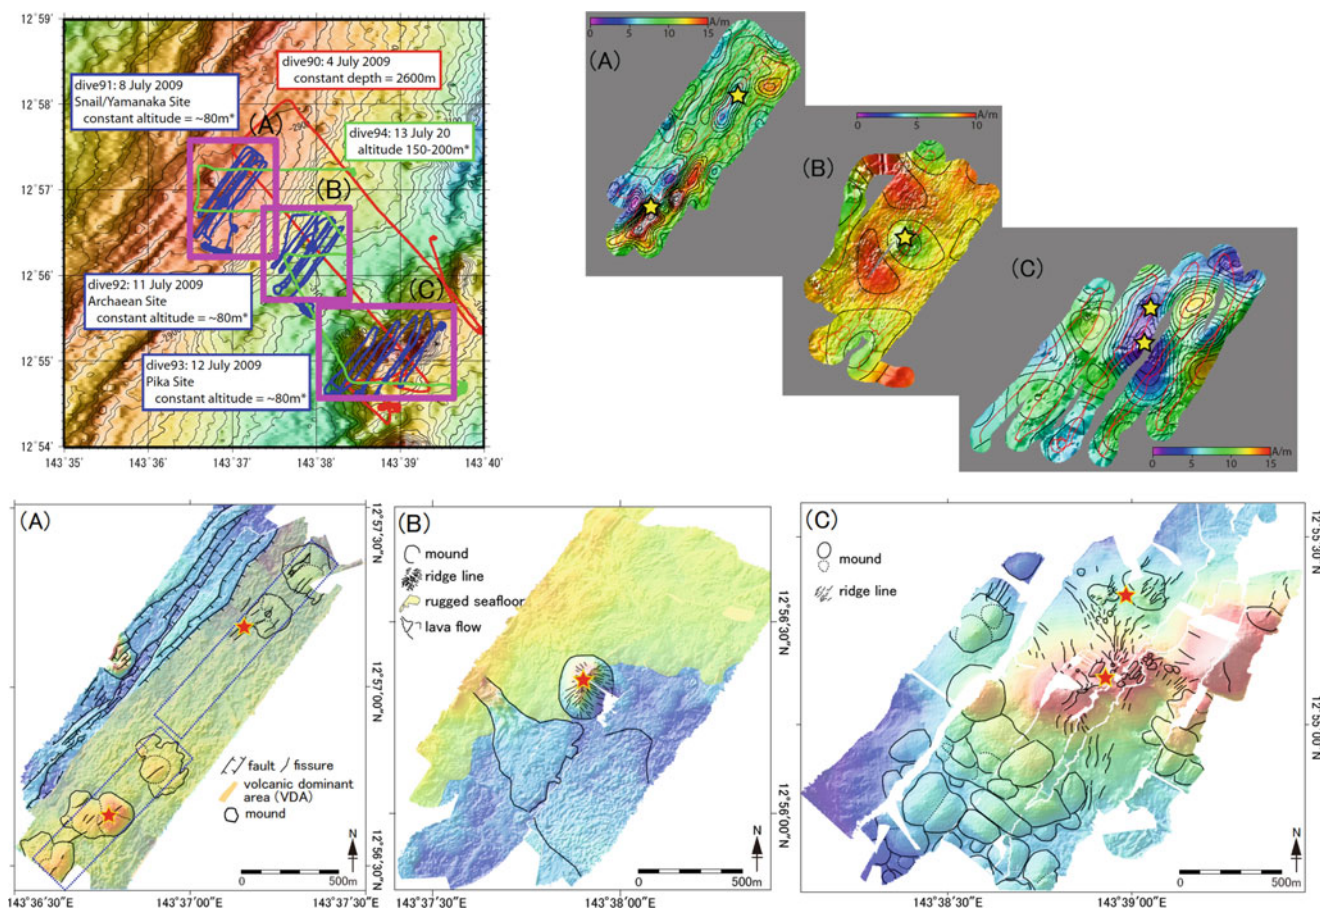 12˚59'
12˚58'
12˚57'
12˚56'
12˚55'
12˚54'
143˚35'
143˚36'
143˚37'
143˚38'
143˚39'
143˚40'
dive90: 4 July 2009
constant depth = 2600m
dive91: 8 July 2009
Snail/Yamanaka Site
constant altitude = ~80m*
dive94: 13 July 20
altitude 150-200m*
dive92: 11 July 2009
Archaean Site
constant altitude = ~80m*
dive93: 12 July 2009
Pika Site
constant altitude = ~80m*
(A)
(B)
(C)
(A)
0 5 10 15 A/m
(B)
0 5 10 A/m
(C)
0 5 10 15 A/m
(A)
fault fissure
volcanic dominant
area (VDA)
mound
N
0 500m
12°57'30"N
12°57'00"N
12°56'30"N
143°36'30"E
143°37'00"E
143°37'30"E
(B)
mound
ridge line
rugged seafloor
lava flow
N
0 500m
12°56'30"N
12°56'00"N
143°37'30"E
143°38'00"E
(C)
mound
ridge line
N
0 500m
12°55'30"N
12°55'00"N
143°38'30"E
143°39'00"E